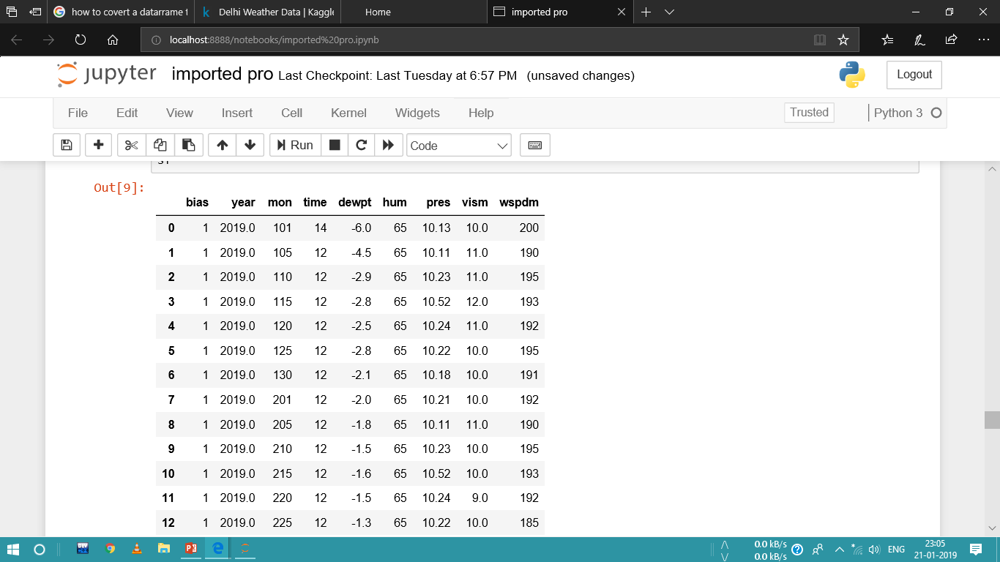 how to covert a datarrame t
Delhi Weather Data | Kaggle
Home
imported pro
localhost:8888/notebooks/imported%20pro.ipynb
jupyter imported pro Last Checkpoint: Last Tuesday at 6:57 PM (unsaved changes)
Logout
File Edit View Insert Cell Kernel Widgets Help
Trusted Python 3
Run Code
Out[9]:
bias year mon time dewpt hum pres vism wspdm
0 1 2019.0 101 14 -6.0 65 10.13 10.0 200
1 1 2019.0 105 12 -4.5 65 10.11 11.0 190
2 1 2019.0 110 12 -2.9 65 10.23 11.0 195
3 1 2019.0 115 12 -2.8 65 10.52 12.0 193
4 1 2019.0 120 12 -2.5 65 10.24 11.0 192
5 1 2019.0 125 12 -2.8 65 10.22 10.0 195
6 1 2019.0 130 12 -2.1 65 10.18 10.0 191
7 1 2019.0 201 12 -2.0 65 10.21 10.0 192
8 1 2019.0 205 12 -1.8 65 10.11 11.0 190
9 1 2019.0 210 12 -1.5 65 10.23 10.0 195
10 1 2019.0 215 12 -1.6 65 10.52 10.0 193
11 1 2019.0 220 12 -1.5 65 10.24 9.0 192
12 1 2019.0 225 12 -1.3 65 10.22 10.0 185
0.0 kB/s
0.0 kB/s
ENG
23:05
21-01-2019